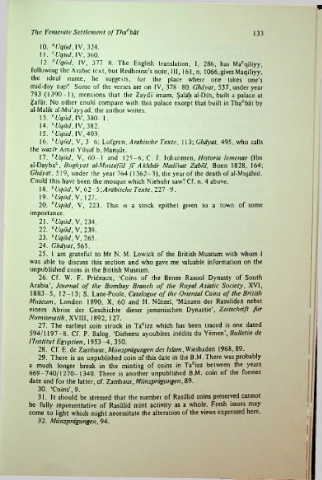 The Yemenite Settlement of Thaʿbāt 133
10. ʿUqūd, IV, 324.
11. ʿUqūd, IV, 360.
12. ʿUqūd, IV, 377 8. The English translation, I, 286, has Maʿqiliyy,
following the Arabic text, but Redhouse's note, III, 161, n. 1066, gives Maqīliyy,
the ideal name, he suggests, for the place where one takes one's
mid-day nap! Some of the verses are on IV, 378–80. Ghāyat, 537, under year
793 (1390–1), mentions that the Zaydī imam, Ṣalāḥ al-Dīn, built a palace at
Ẓafār. No other could compare with this palace except that built in Thaʿbāt by
al-Malik al-Muʾayyad, the author writes.
13. ʿUqūd, IV, 380. 1.
14. ʿUqūd, IV, 382.
15. ʿUqūd, IV, 403.
16. ʿUqūd, V, 3–6; Lofgren, Arabische Texte, 113; Ghāyat, 495, who calls
the wazīr Amīr Yūsuf b. Manṣūr.
17. ʿUqūd, V, 60–1 and 125–6; C. J. Johannsen, Historia Iemenae (Ibn
al-Daybaʿ, Bughyat al-Mustafīd fī Akhbār Madīnat Zabīd), Bonn 1828, 164;
Ghāyat, 519, under the year 764 (1362–3), the year of the death of al-Mujāhid.
Could this have been the mosque which Niebuhr saw? Cf. n. 4 above.
18. ʿUqūd, V, 62–5; Arabische Texte, 227–9.
19. ʿUqūd, V, 127.
20. ʿUqūd, V, 223. This is a stock epithet given to a town of some
importance.
21. ʿUqūd, V, 234.
22. ʿUqūd, V, 239.
23. ʿUqūd, V, 265.
24. Ghāyat, 565.
25. I am grateful to Mr N. M. Lowick of the British Museum with whom I
was able to discuss this section and who gave me valuable information on the
unpublished coins in the British Museum.
26. Cf. W. F. Prideaux, 'Coins of the Benee Rasool Dynasty of South
Arabia', Journal of the Bombay Branch of the Royal Asiatic Society, XVI,
1883–5, 12–13; S. Lane-Poole, Catalogue of the Oriental Coins of the British
Museum, London 1890, X, 60 and H. Nützel, 'Münzen der Rasuliden nebst
einem Abriss der Geschichte dieser jemenischen Dynastie', Zeitschrift für
Numismatik, XVIII, 1892, 127.
27. The earliest coin struck in Taʿizz which has been traced is one dated
594/1197–8. Cf. P. Balog, 'Dirhems ayoubites inédits du Yémen', Bulletin de
l'Institut Egyptien, 1953–4, 350.
28. Cf. E. de Zambaur, Münzprägungen des Islam, Wiesbaden 1968, 89.
29. There is an unpublished coin of this date in the B.M. There was probably
a much longer break in the minting of coins in Taʿizz between the years
669–740/1270–1340. There is another unpublished B.M. coin of the former
date and for the latter, cf. Zambaur, Münzprägungen, 89.
30. 'Coins', 9.
31. It should be stressed that the number of Rasūlid coins preserved cannot
be fully representative of Rasūlid mint activity as a whole. Fresh issues may
come to light which might necessitate the alteration of the views expressed here.
32. Münzprägungen, 94.